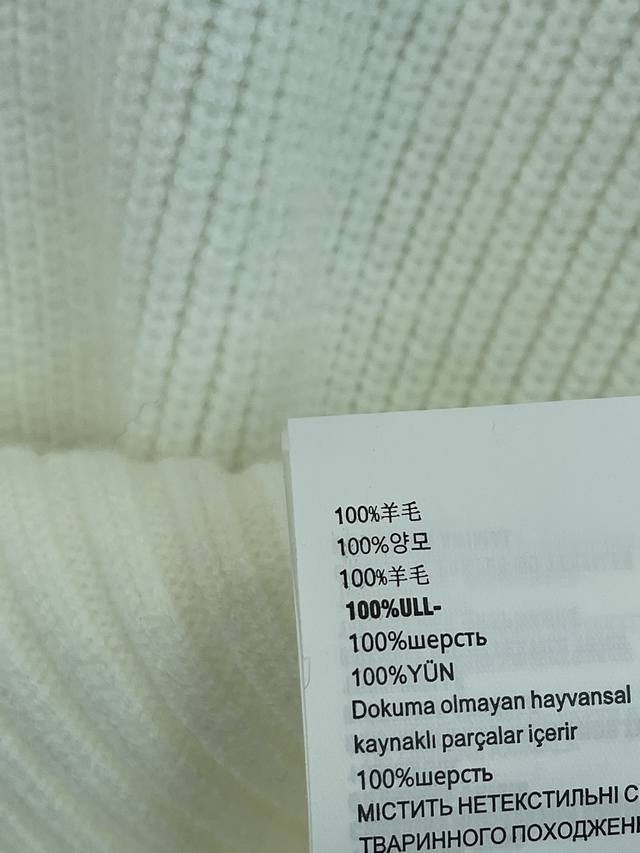 100%羊毛
100%양모
100%羊毛
100%ULL-
100%шерсть
100%YÜN
Dokuma olmayan hayvansal
kaynaklı parçalar içerir
100%шерсть
МІСТИТЬ НЕТЕКСТИЛЬНІ
ТВАРИННОГО